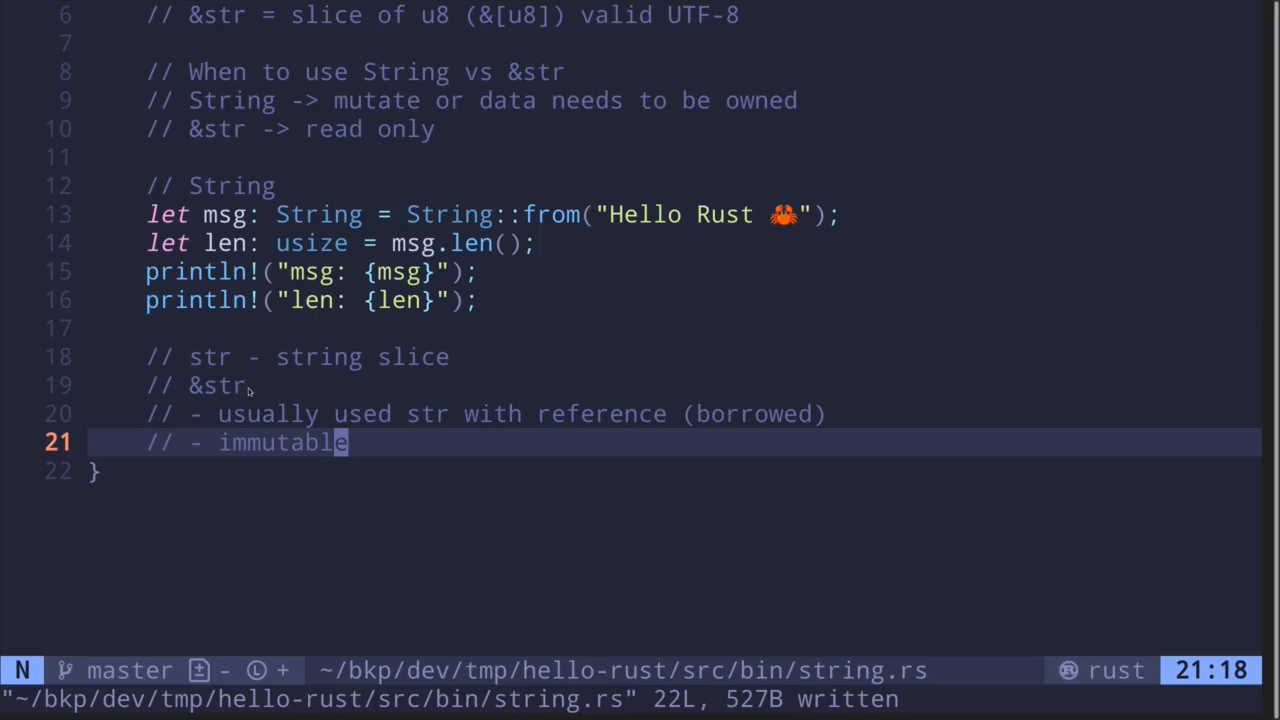 6 // &str = slice of u8 (&[u8]) valid UTF-8
7
8 // When to use String vs &str
9 // String -> mutate or data needs to be owned
10 // &str -> read only
11
12 // String
13 let msg: String = String::from("Hello Rust 🦀");
14 let len: usize = msg.len();
15 println!("msg: {msg}");
16 println!("len: {len}");
17
18 // str - string slice
19 // &str
20 // - usually used str with reference (borrowed)
21 // - immutable
22 }
N master - L + ~/bkp/dev/tmp/hello-rust/src/bin/string.rs rust 21:18
"~/bkp/dev/tmp/hello-rust/src/bin/string.rs" 22L, 527B written